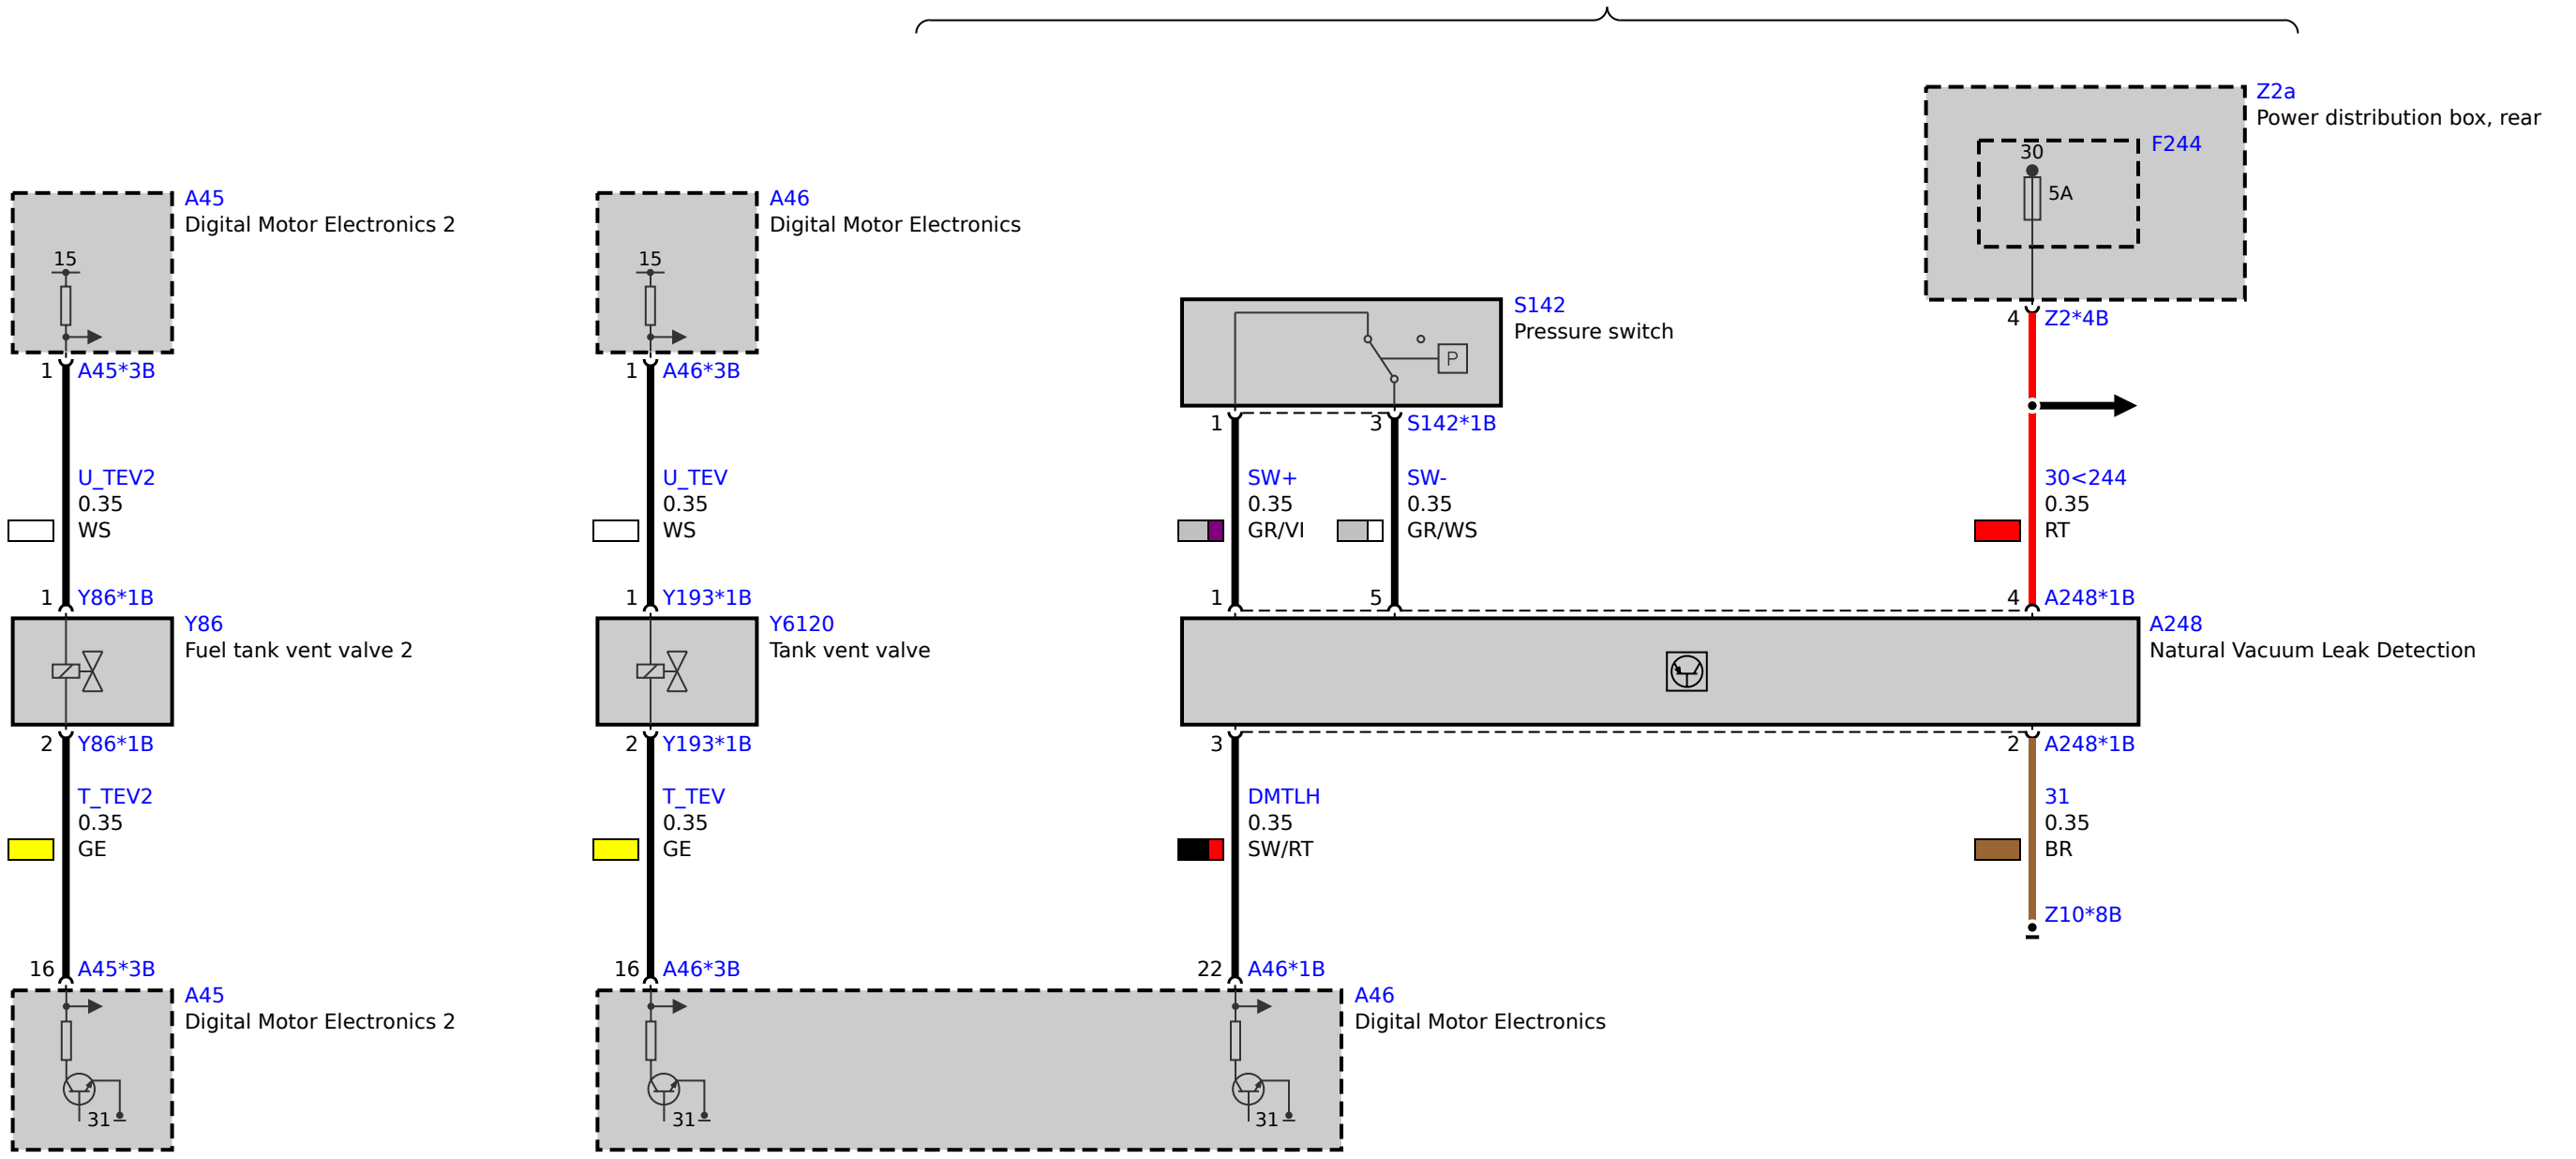 Z2a
Power distribution box, rear
F244
30
5A
A45
Digital Motor Electronics 2
15
A46
Digital Motor Electronics
15
S142
Pressure switch
P
4 Z2*4B
1 A45*3B
1 A46*3B
1
3 S142*1B
U_TEV2
0.35
WS
U_TEV
0.35
WS
SW+
0.35
GR/VI
SW-
0.35
GR/WS
30<244
0.35
RT
1 Y86*1B
1 Y193*1B
1
5
4 A248*1B
Y86
Fuel tank vent valve 2
Y6120
Tank vent valve
A248
Natural Vacuum Leak Detection
2 Y86*1B
2 Y193*1B
3
2 A248*1B
T_TEV2
0.35
GE
T_TEV
0.35
GE
DMTLH
0.35
SW/RT
31
0.35
BR
Z10*8B
16 A45*3B
16 A46*3B
22 A46*1B
A45
Digital Motor Electronics 2
A46
Digital Motor Electronics
31
31
31